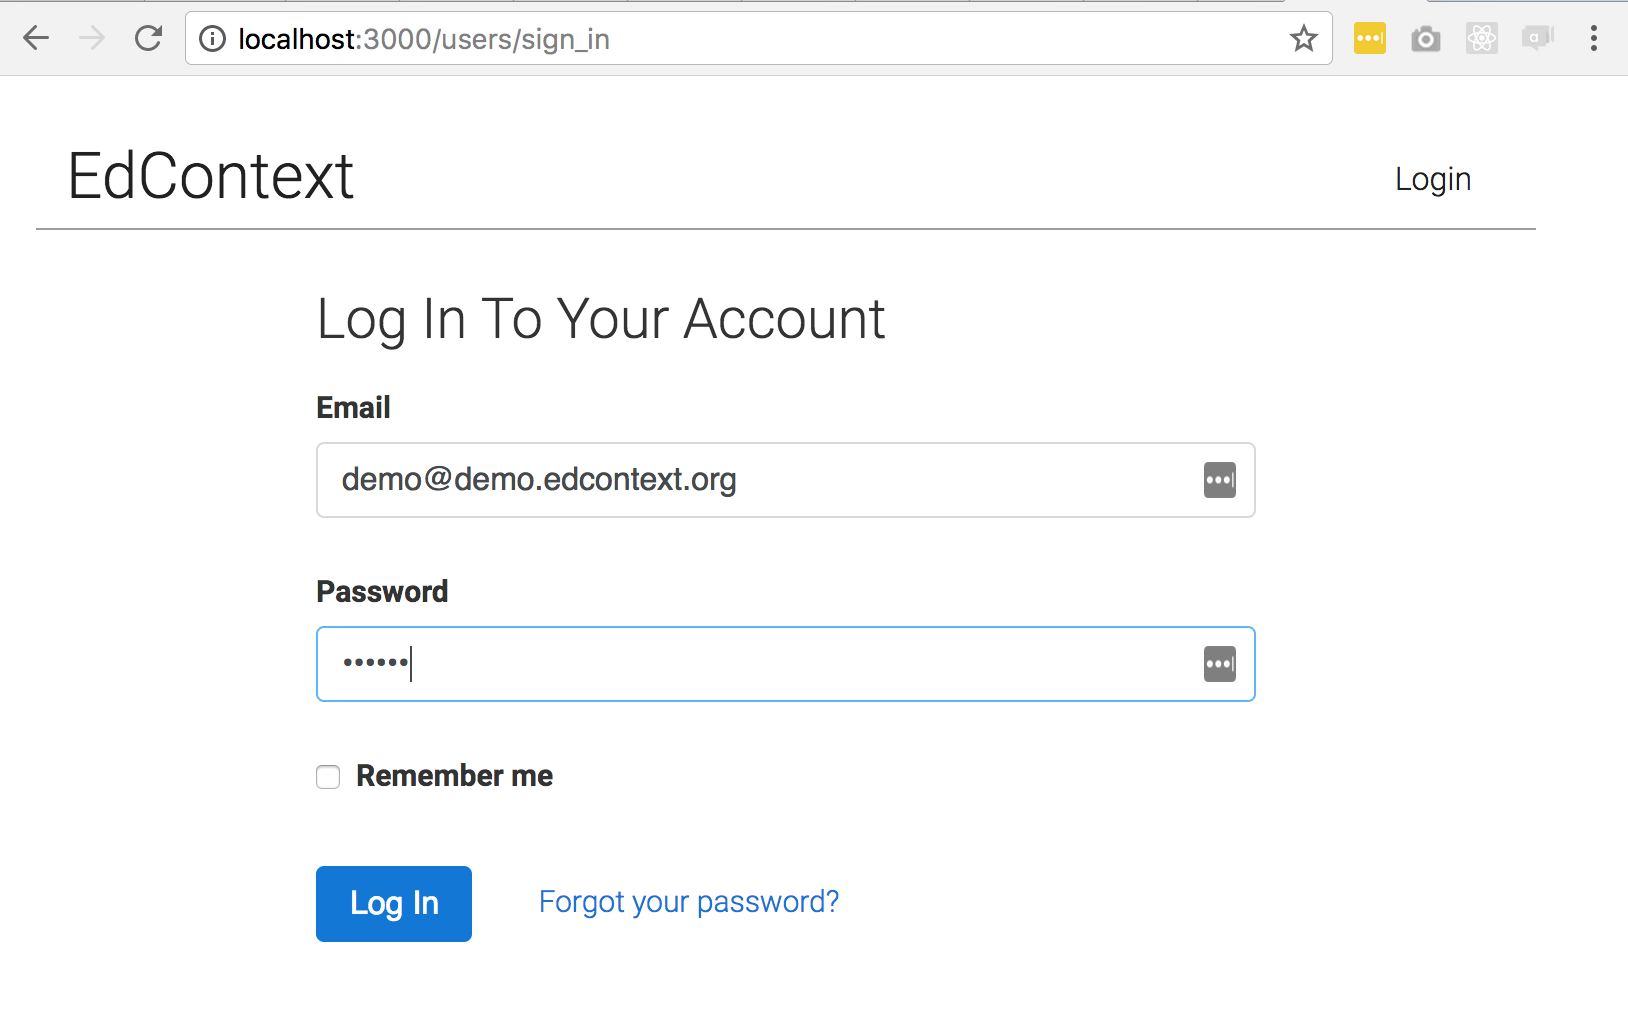 localhost:3000/users/sign_in
EdContext
Login
Log In To Your Account
Email
demo@demo.edcontext.org
Password
••••••
Remember me
Log In
Forgot your password?